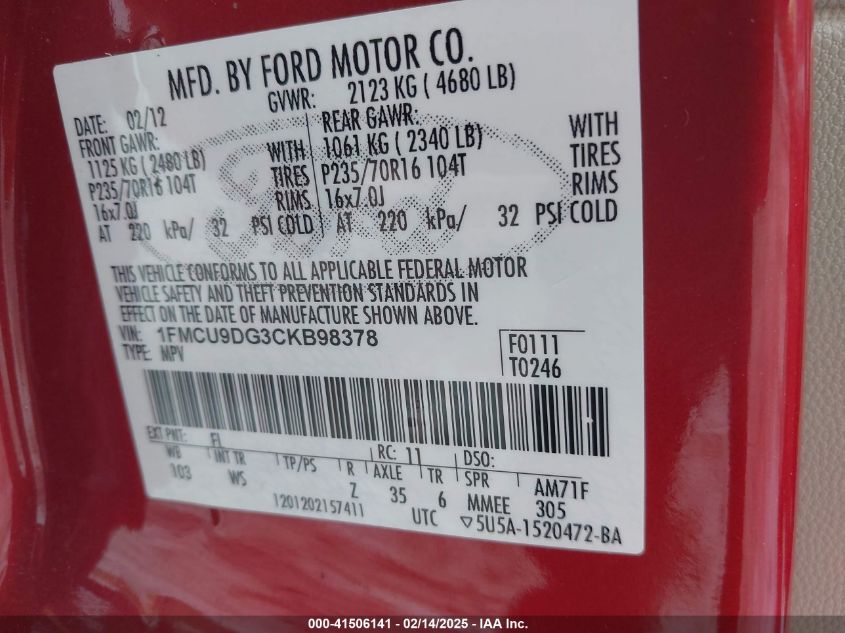 MFD. BY FORD MOTOR CO.
DATE: 02/12 GVWR: 2123 KG ( 4680 LB)
FRONT GAWR: REAR GAWR:
1125 KG ( 2480 LB) WITH 1061 KG ( 2340 LB) WITH
P235/70R16 104T TIRES P235/70R16 104T TIRES
16x7.0J RIMS 16x7.0J RIMS
AT 220 kPa/ 32 PSI COLD AT 220 kPa/ 32 PSI COLD
Ford
THIS VEHICLE CONFORMS TO ALL APPLICABLE FEDERAL MOTOR
VEHICLE SAFETY AND THEFT PREVENTION STANDARDS IN
EFFECT ON THE DATE OF MANUFACTURE SHOWN ABOVE.
VIN: 1FMCU9DG3CKB98378
TYPE: MPV
F0111
T0246
EXT PNT: FL RC: 11 DSO:
WB INT TR TP/PS R AXLE TR SPR
103 WS Z 35 6 MMEE AM71F
305
1201202157411 UTC ▽5U5A-1520472-BA
000-41506141 - 02/14/2025 - IAA Inc.